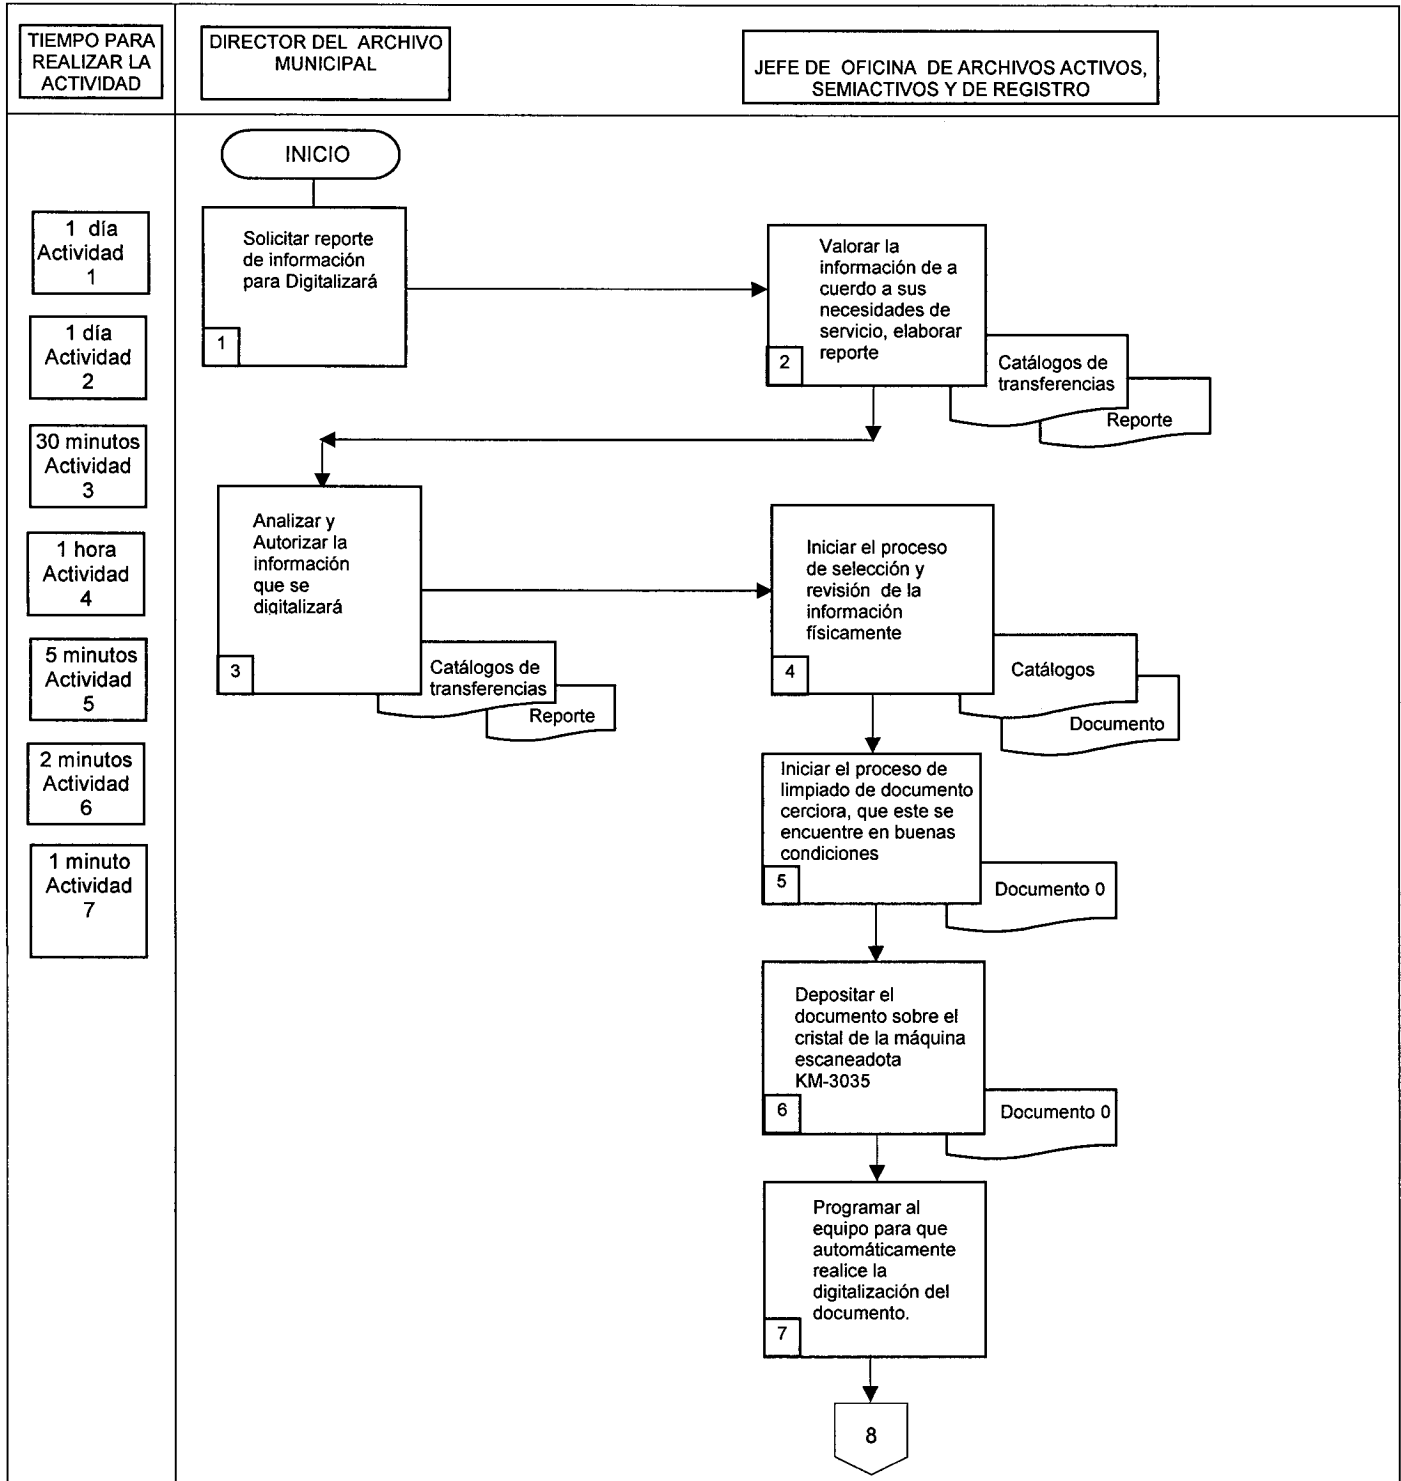 TIEMPO PARA
REALIZAR LA
ACTIVIDAD
DIRECTOR DEL ARCHIVO
MUNICIPAL
JEFE DE OFICINA DE ARCHIVOS ACTIVOS,
SEMIACTIVOS Y DE REGISTRO
INICIO
1 día
Actividad
1
Solicitar reporte
de información
para Digitalizará
1
Valorar la
información de a
cuerdo a sus
necesidades de
servicio, elaborar
reporte
2
Catálogos de
transferencias
Reporte
1 día
Actividad
2
30 minutos
Actividad
3
Analizar y
Autorizar la
información
que se
digitalizará
3
Catálogos de
transferencias
Reporte
1 hora
Actividad
4
Iniciar el proceso
de selección y
revisión de la
información
físicamente
4
Catálogos
Documento
5 minutos
Actividad
5
Iniciar el proceso de
limpiado de documento
cerciora, que este se
encuentre en buenas
condiciones
5
Documento 0
2 minutos
Actividad
6
1 minuto
Actividad
7
Depositar el
documento sobre el
cristal de la máquina
escaneadota
KM-3035
6
Documento 0
Programar al
equipo para que
automáticamente
realice la
digitalización del
documento.
7
8